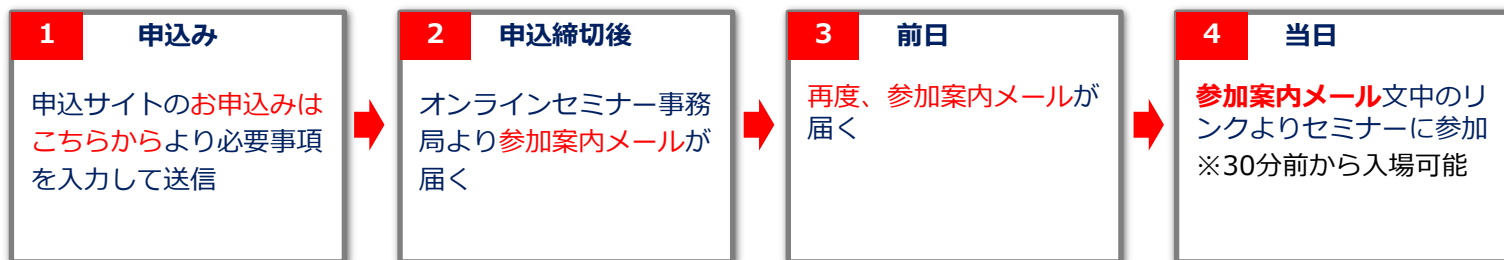 1 申込み
申込サイトのお申込みは
こちらからより必要事項
を入力して送信
2 申込締切後
オンラインセミナー事務
局より参加案内メールが
届く
3 前日
再度、参加案内メールが
届く
4 当日
参加案内メール文中のリ
ンクよりセミナーに参加
※30分前から入場可能